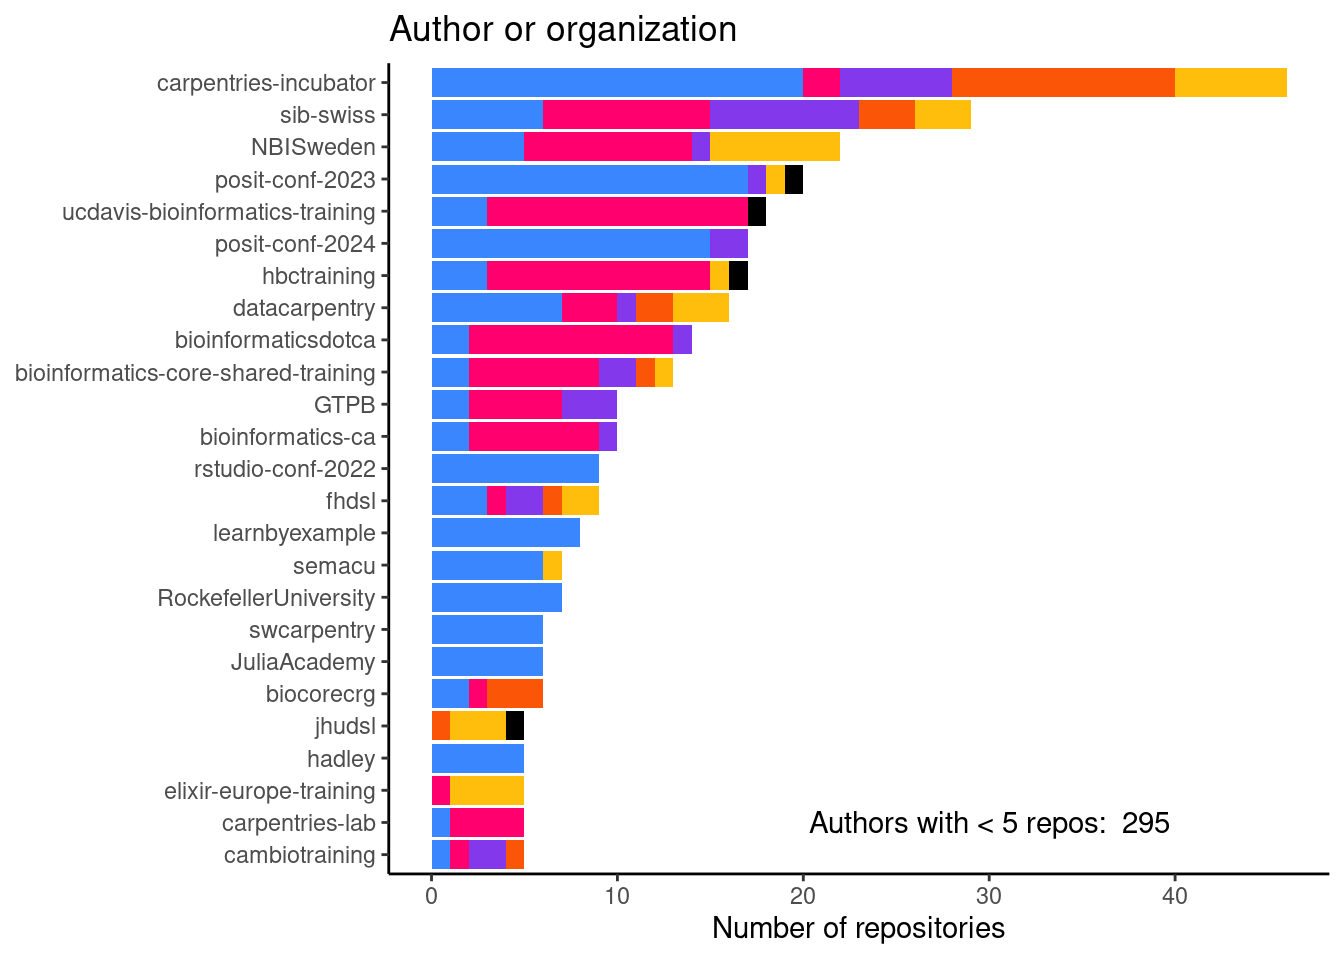 Author or organization
carpentries-incubator
sib-swiss
NBISweden
posit-conf-2023
ucdavis-bioinformatics-training
posit-conf-2024
hbctraining
datacarpentry
bioinformaticsdotca
bioinformatics-core-shared-training
GTPB
bioinformatics-ca
rstudio-conf-2022
fhdsl
learnbyexample
semacu
RockefellerUniversity
swcarpentry
JuliaAcademy
biocorecrg
jhudsl
hadley
elixir-europe-training
carpentries-lab
cambiotraining
Authors with < 5 repos: 295
0 10 20 30 40
Number of repositories